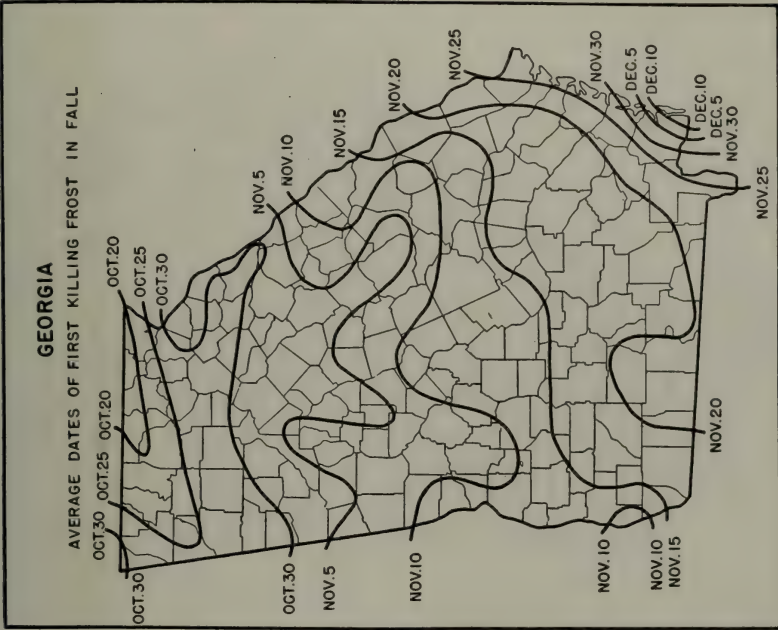 GEORGIA
AVERAGE DATES OF FIRST KILLING FROST IN FALL
OCT.20
OCT.25
OCT.30
OCT.20
OCT.25
OCT.30
OCT.30
NOV.5
NOV.10
NOV.15
NOV.20
NOV.25
NOV.30
DEC.5
DEC.10
DEC.10
DEC.5
NOV.30
NOV.25
OCT.30
NOV.5
NOV.10
NOV.10
NOV.10
NOV.15
NOV.20